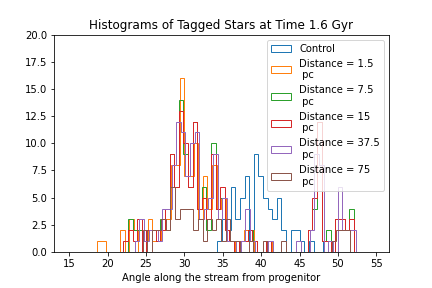 Histograms of Tagged Stars at Time 1.6 Gyr
20.0
17.5
15.0
12.5
10.0
7.5
5.0
2.5
0.0
Control
Distance = 1.5
pc
Distance = 7.5
pc
Distance = 15
pc
Distance = 37.5
pc
Distance = 75
pc
15 20 25 30 35 40 45 50 55
Angle along the stream from progenitor